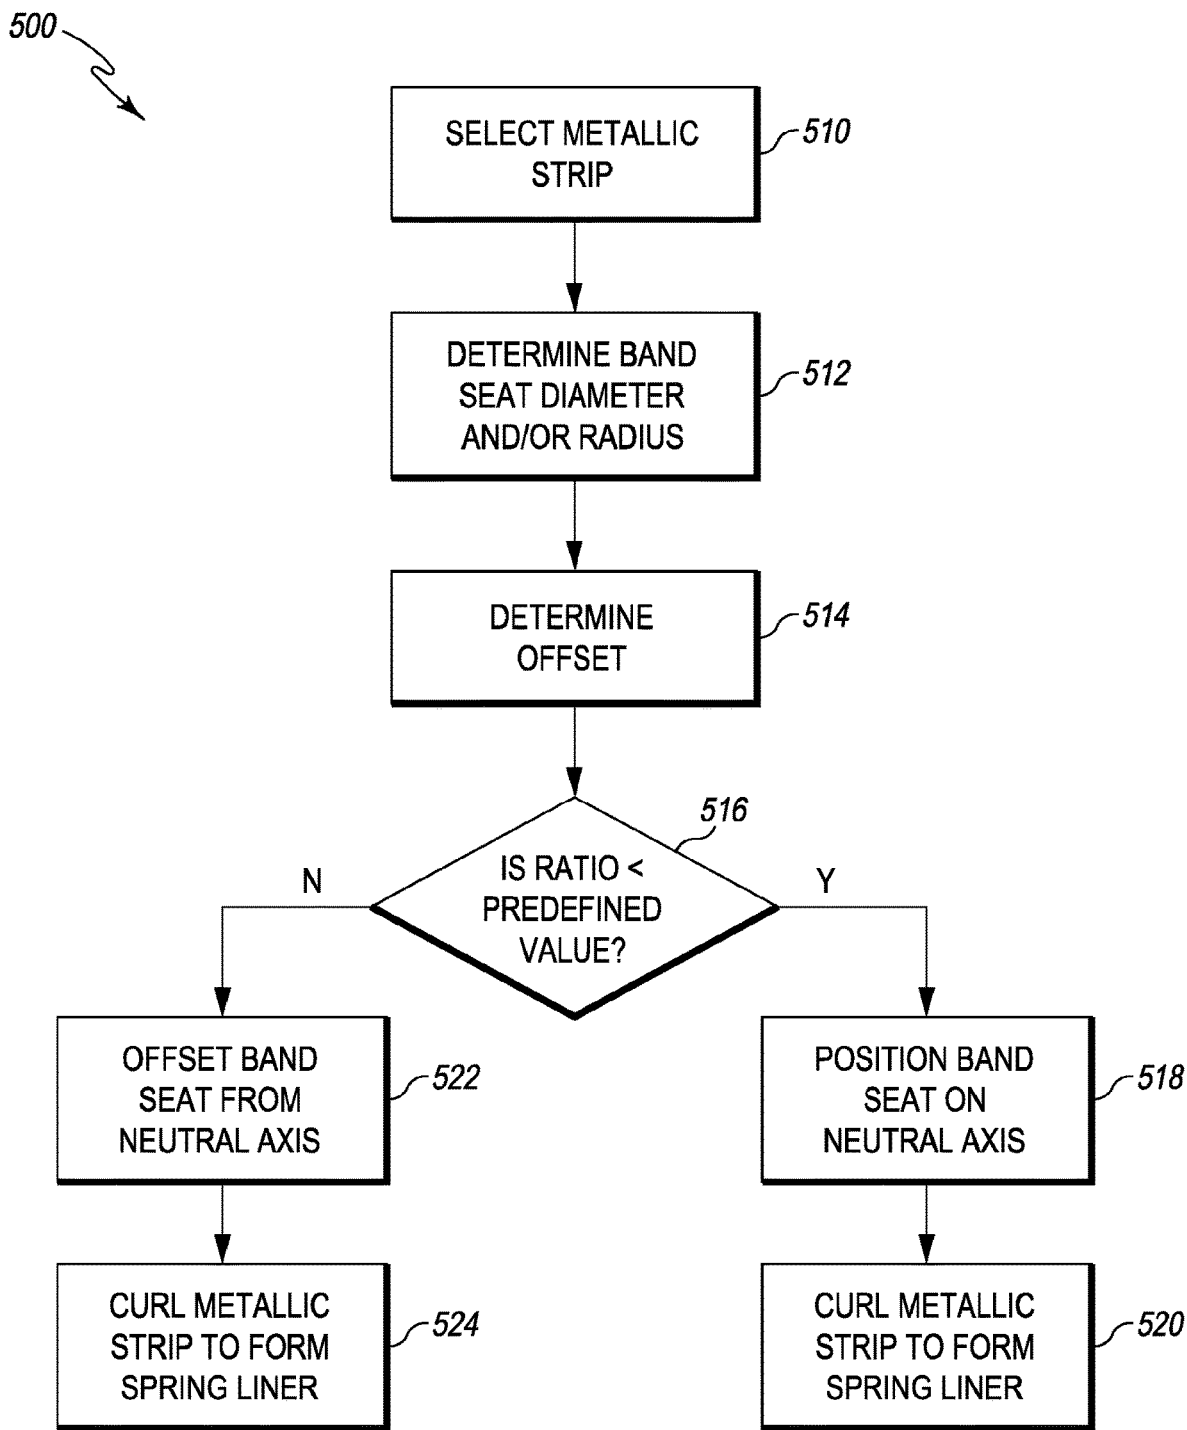 500
SELECT METALLIC
STRIP
510
DETERMINE BAND
SEAT DIAMETER
AND/OR RADIUS
512
DETERMINE
OFFSET
514
516
IS RATIO <
PREDEFINED
VALUE?
N
Y
OFFSET BAND
SEAT FROM
NEUTRAL AXIS
522
POSITION BAND
SEAT ON
NEUTRAL AXIS
518
CURL METALLIC
STRIP TO FORM
SPRING LINER
524
CURL METALLIC
STRIP TO FORM
SPRING LINER
520